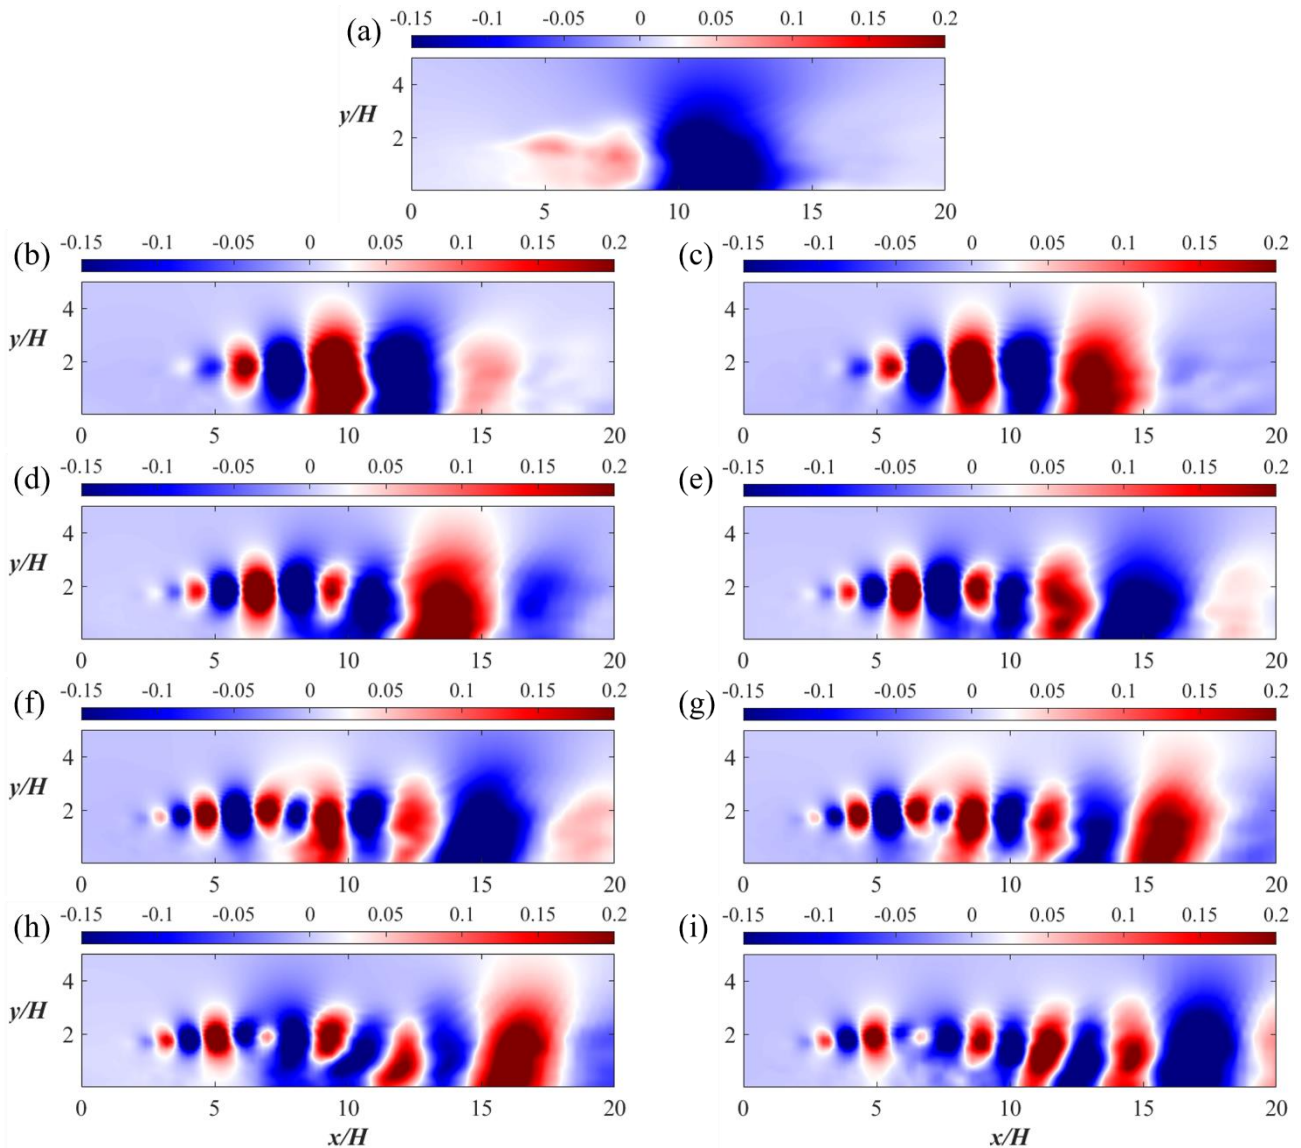 (a) -0.15 -0.1 -0.05 0 0.05 0.1 0.15 0.2
4
y/H
2
0 5 10 15 20
(b) -0.15 -0.1 -0.05 0 0.05 0.1 0.15 0.2
4
y/H
2
0 5 10 15 20
(c) -0.15 -0.1 -0.05 0 0.05 0.1 0.15 0.2
4
2
0 5 10 15 20
(d) -0.15 -0.1 -0.05 0 0.05 0.1 0.15 0.2
4
y/H
2
0 5 10 15 20
(e) -0.15 -0.1 -0.05 0 0.05 0.1 0.15 0.2
4
2
0 5 10 15 20
(f) -0.15 -0.1 -0.05 0 0.05 0.1 0.15 0.2
4
y/H
2
0 5 10 15 20
(g) -0.15 -0.1 -0.05 0 0.05 0.1 0.15 0.2
4
2
0 5 10 15 20
(h) -0.15 -0.1 -0.05 0 0.05 0.1 0.15 0.2
4
y/H
2
0 5 10 15 20
x/H
(i) -0.15 -0.1 -0.05 0 0.05 0.1 0.15 0.2
4
2
0 5 10 15 20
x/H